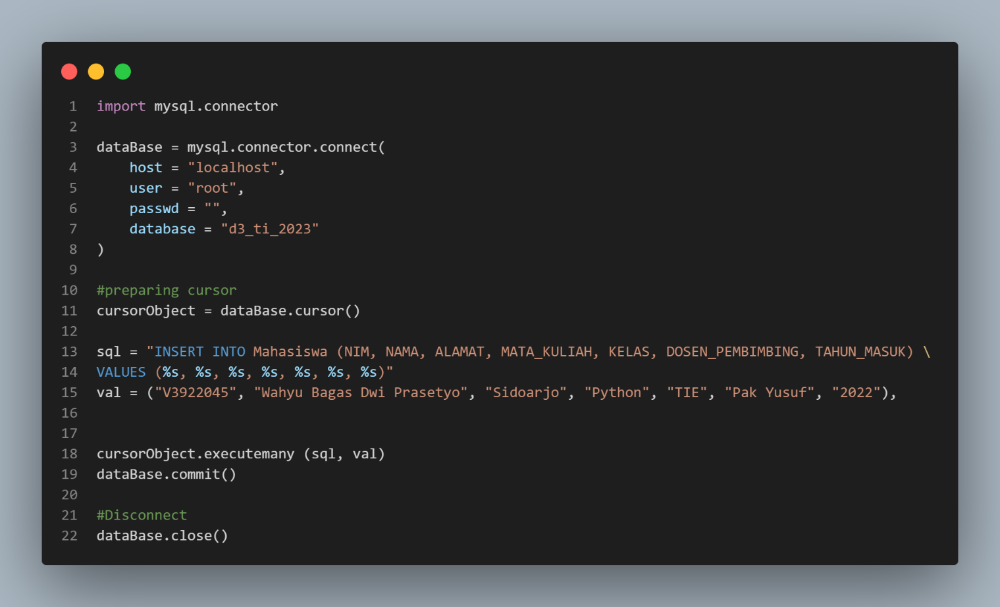 1 import mysql.connector
2
3 dataBase = mysql.connector.connect(
4     host = "localhost",
5     user = "root",
6     passwd = "",
7     database = "d3_ti_2023"
8 )
9
10 #preparing cursor
11 cursorObject = dataBase.cursor()
12
13 sql = "INSERT INTO Mahasiswa (NIM, NAMA, ALAMAT, MATA_KULIAH, KELAS, DOSEN_PEMBIMBING, TAHUN_MASUK) \
14 VALUES (%s, %s, %s, %s, %s, %s, %s)"
15 val = ("V3922045", "Wahyu Bagas Dwi Prasetyo", "Sidoarjo", "Python", "TIE", "Pak Yusuf", "2022"),
16
17
18 cursorObject.executemany (sql, val)
19 dataBase.commit()
20
21 #Disconnect
22 dataBase.close()